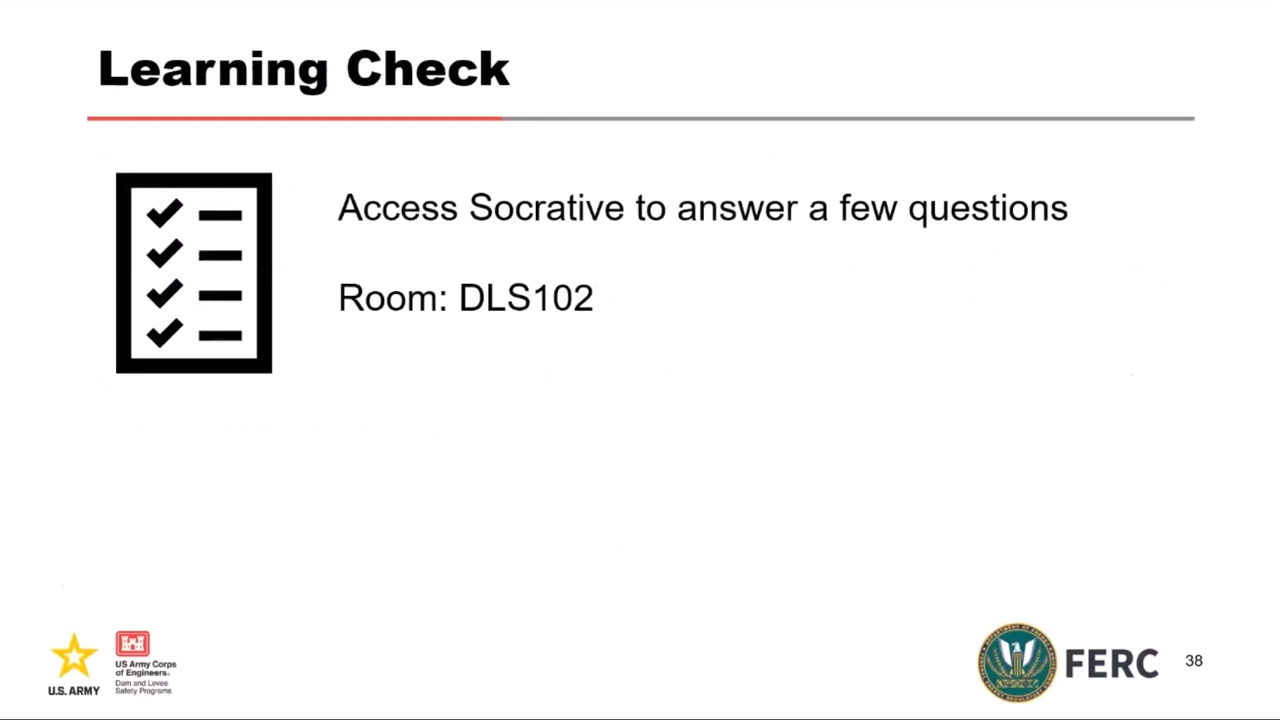 Learning Check
Access Socrative to answer a few questions
Room: DLS102
U.S. ARMY
US Army Corps
of Engineers.
Dam and Levee
Safety Programs
FERC
38